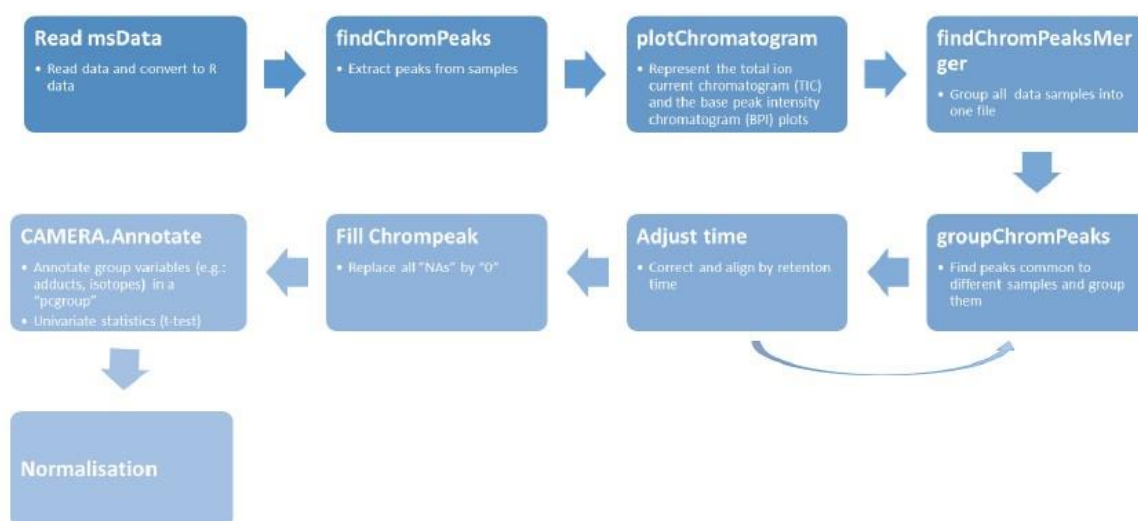 Read msData
• Read data and convert to R
data
findChromPeaks
• Extract peaks from samples
plotChromatogram
• Represent the total ion
current chromatogram (TIC)
and the base peak intensity
chromatogram (BPI) plots
findChromPeaksMer
ger
• Group all data samples into
one file
groupChromPeaks
• Find peaks common to
different samples and group
them
Adjust time
• Correct and align by retenton
time
Fill Chrompeak
• Replace all "NAs" by "0"
CAMERA.Annotate
• Annotate group variables (e.g.:
adducts, isotopes) in a
"pcgroup"
• Univariate statistics (t-test)
Normalisation